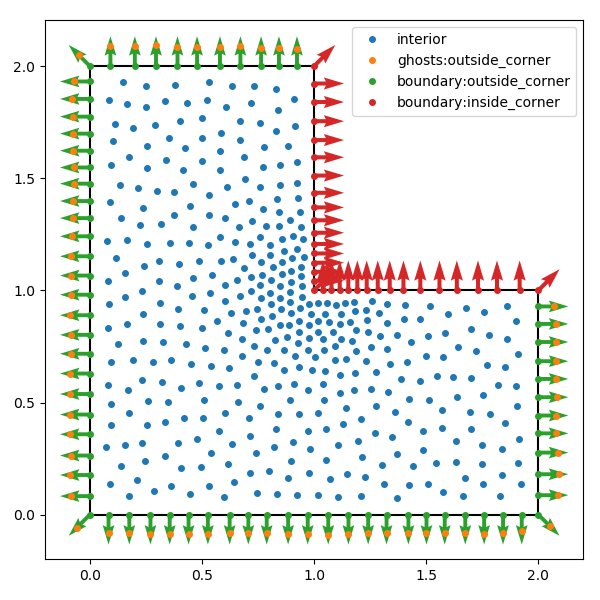 interior
ghosts:outside_corner
boundary:outside_corner
boundary:inside_corner
2.0
1.5
1.0
0.5
0.0
0.0 0.5 1.0 1.5 2.0